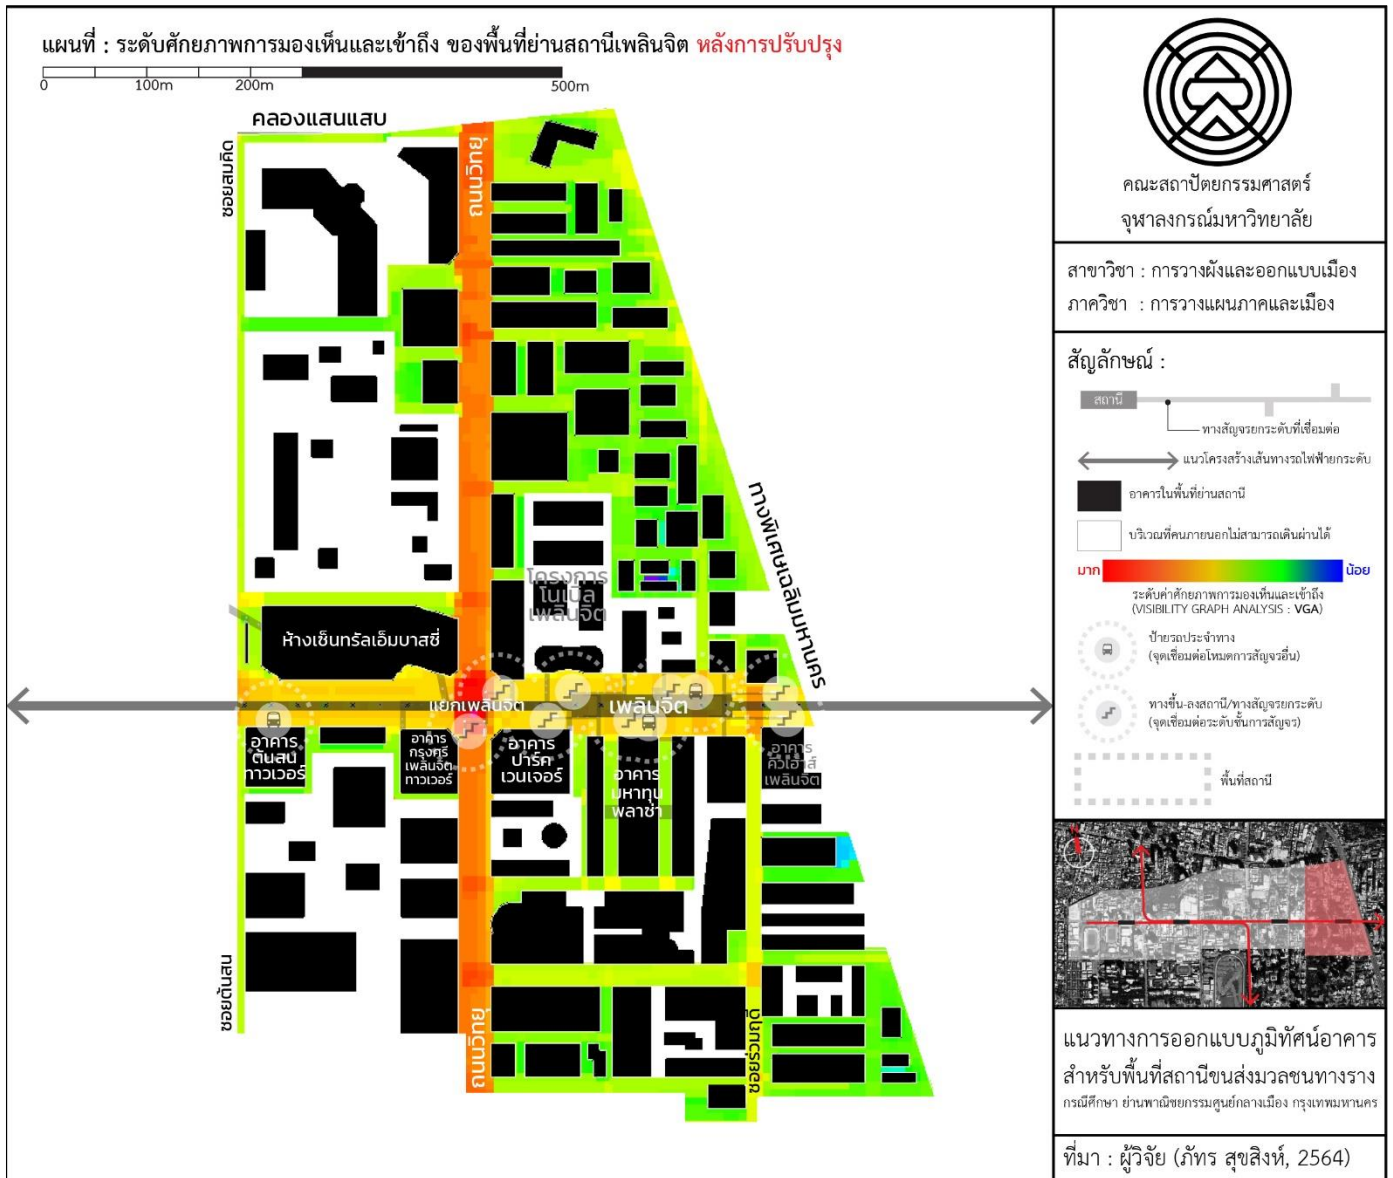 แผนที่ : ระดับศักยภาพการมองเห็นและเข้าถึง ของพื้นที่ย่านสถานีเพลินจิต หลังการปรับปรุง
0 100m 200m 500m
คลองแสนแสบ
ซอยสมคิด
ถนนวิทยุ
ทางพิเศษเฉลิมมหานคร
โครงการ
โนเบิล
เพลินจิต
ห้างเซ็นทรัลเอ็มบาสซี่
แยกเพลินจิต
เพลินจิต
อาคาร
ต้นสน
ทาวเวอร์
อาคาร
กรุงศรี
เพลินจิต
ทาวเวอร์
อาคาร
ปาร์ค
เวนเจอร์
อาคาร
มหาทุน
พลาซ่า
อาคาร
คิวเฮ้าส์
เพลินจิต
ซอยต้นสน
ถนนวิทยุ
ซอยร่วมฤดี
คณะสถาปัตยกรรมศาสตร์
จุฬาลงกรณ์มหาวิทยาลัย
สาขาวิชา : การวางผังและออกแบบเมือง
ภาควิชา : การวางแผนภาคและเมือง
สัญลักษณ์ :
สถานี
ทางสัญจรยกระดับที่เชื่อมต่อ
แนวโครงสร้างเส้นทางรถไฟฟ้ายกระดับ
อาคารในพื้นที่ย่านสถานี
บริเวณที่คนภายนอกไม่สามารถเดินผ่านได้
มาก น้อย
ระดับค่าศักยภาพการมองเห็นและเข้าถึง
(VISIBILITY GRAPH ANALYSIS : VGA)
ป้ายรถประจำทาง
(จุดเชื่อมต่อโหมดการสัญจรอื่น)
ทางขึ้น-ลงสถานี/ทางสัญจรยกระดับ
(จุดเชื่อมต่อระดับชั้นการสัญจร)
พื้นที่สถานี
แนวทางการออกแบบภูมิทัศน์อาคาร
สำหรับพื้นที่สถานีขนส่งมวลชนทางราง
กรณีศึกษา ย่านพาณิชยกรรมศูนย์กลางเมือง กรุงเทพมหานคร
ที่มา : ผู้วิจัย (ภัทร สุขสิงห์, 2564)